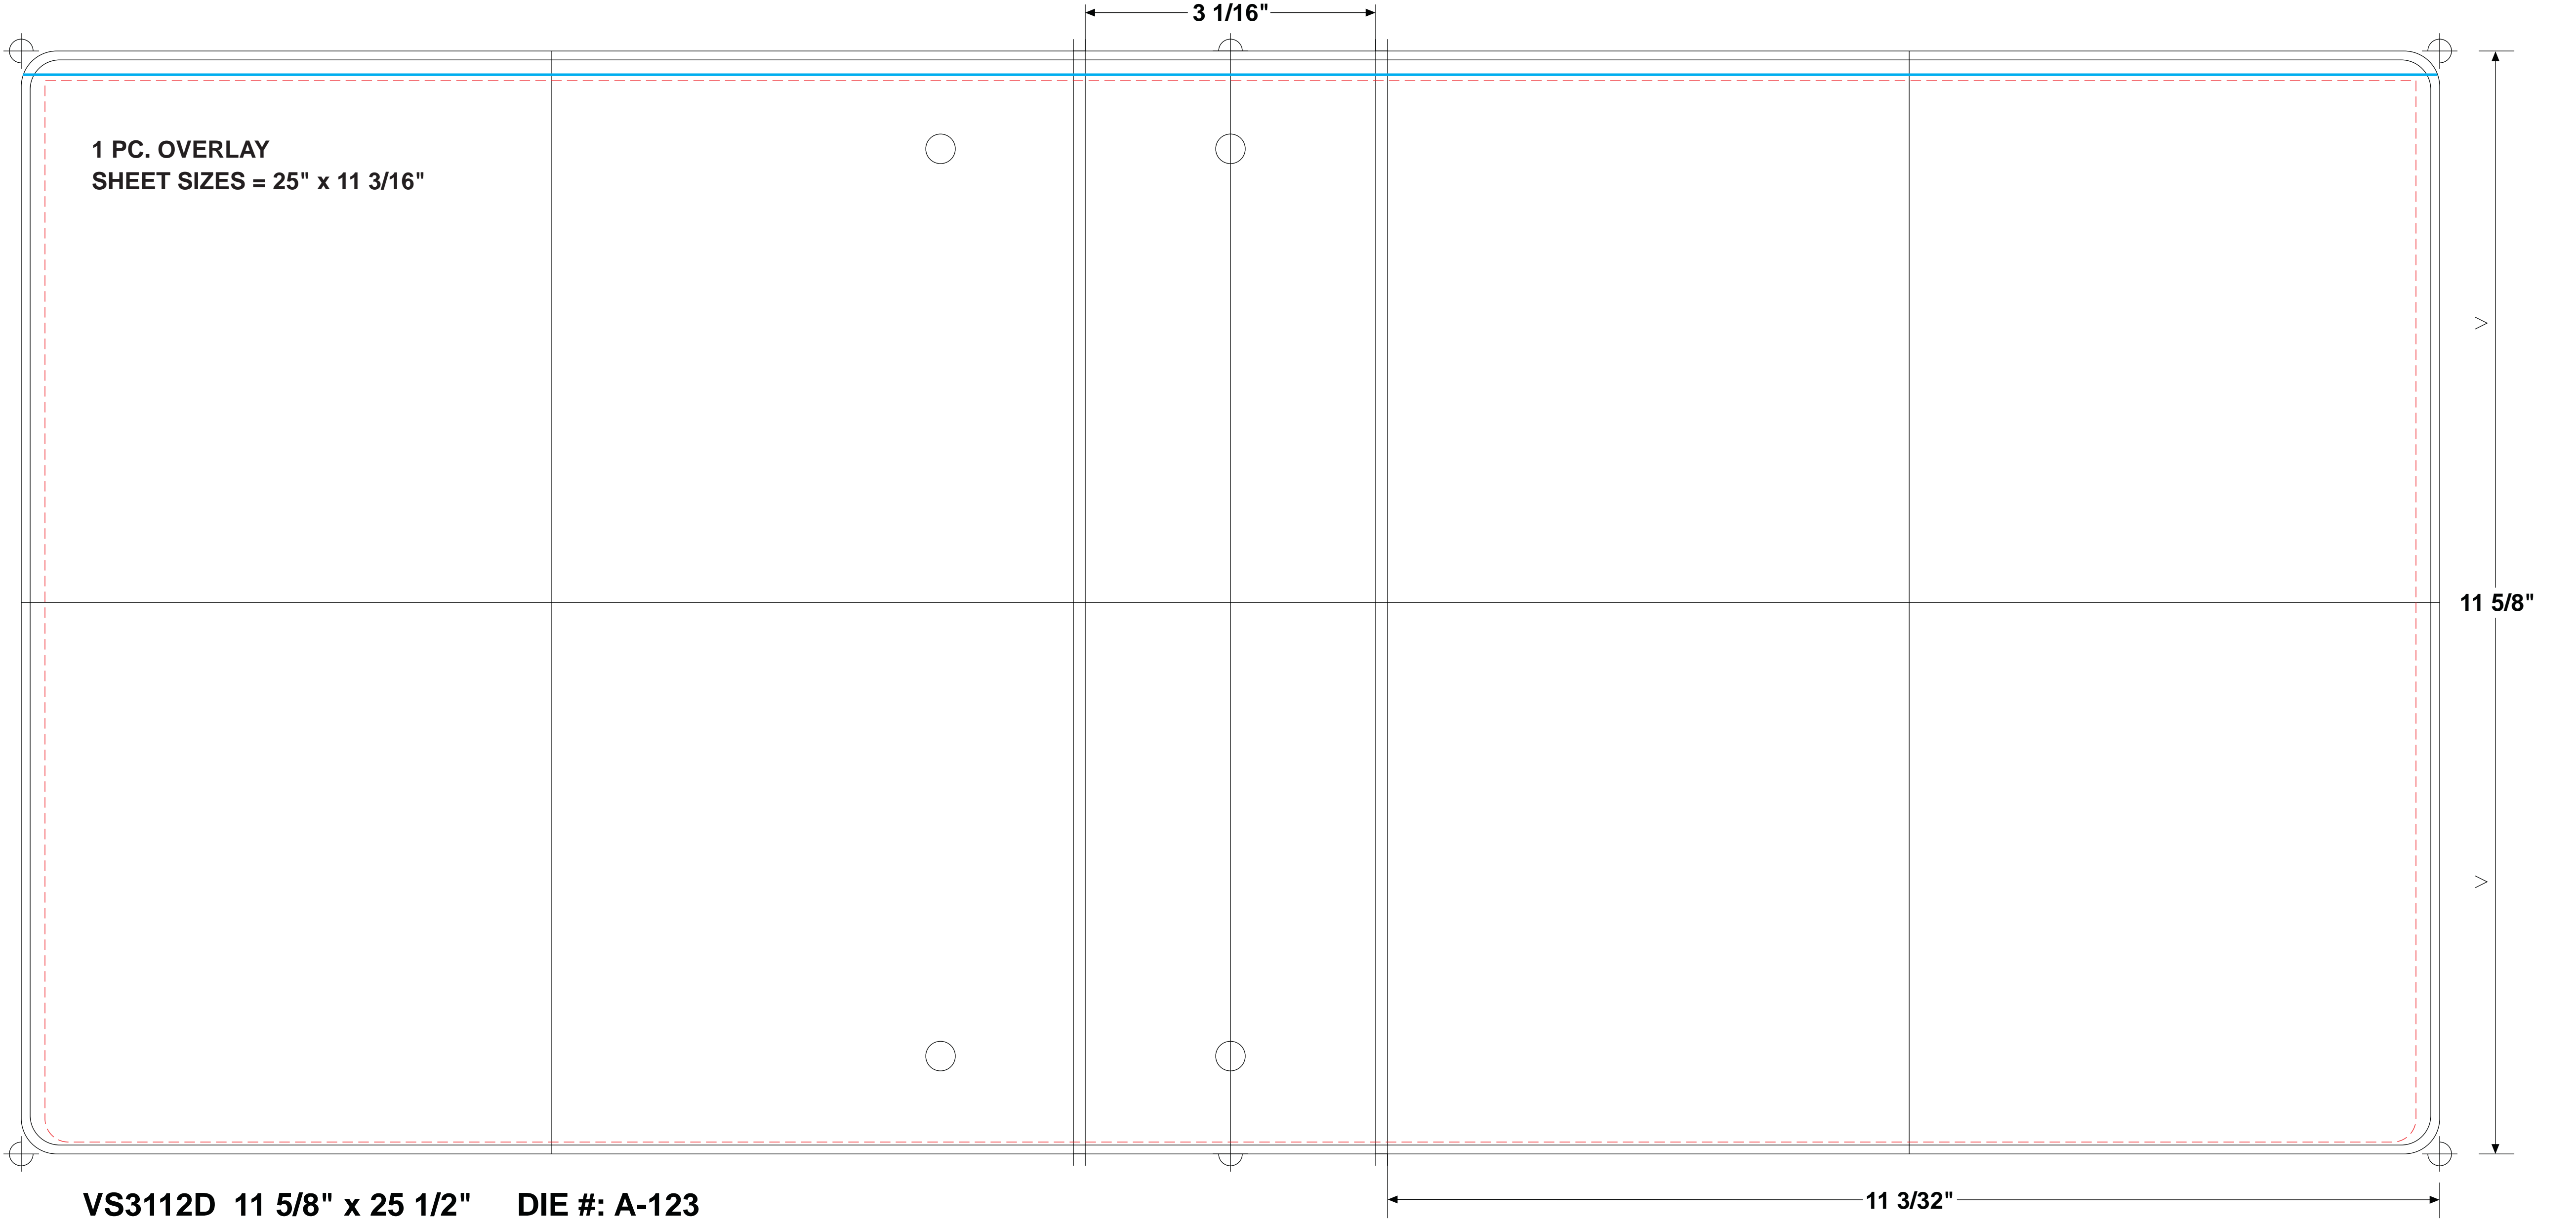 3 1/16"
1 PC. OVERLAY
SHEET SIZES = 25" x 11 3/16"
11 5/8"
VS3112D 11 5/8" x 25 1/2" DIE #: A-123
11 3/32"